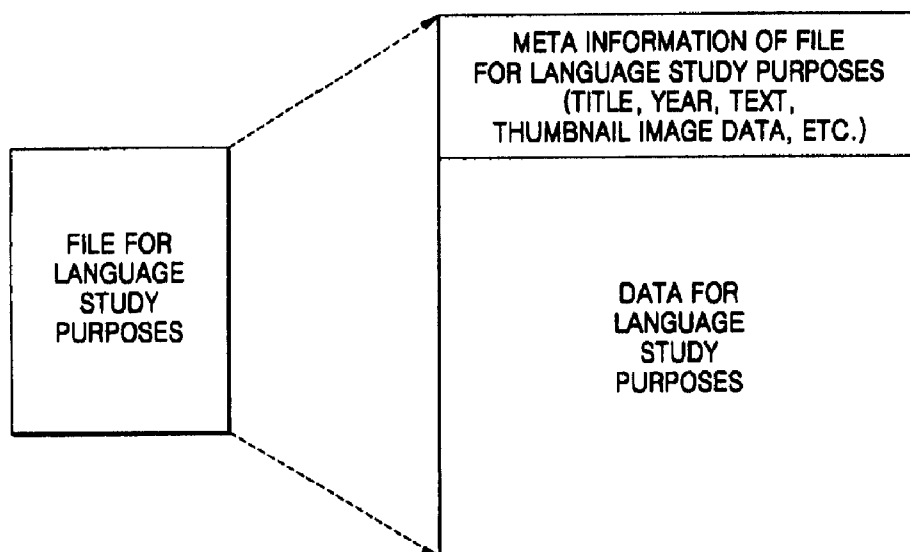 META INFORMATION OF FILE
FOR LANGUAGE STUDY PURPOSES
(TITLE, YEAR, TEXT,
THUMBNAIL IMAGE DATA, ETC.)
FILE FOR
LANGUAGE
STUDY
PURPOSES
DATA FOR
LANGUAGE
STUDY
PURPOSES